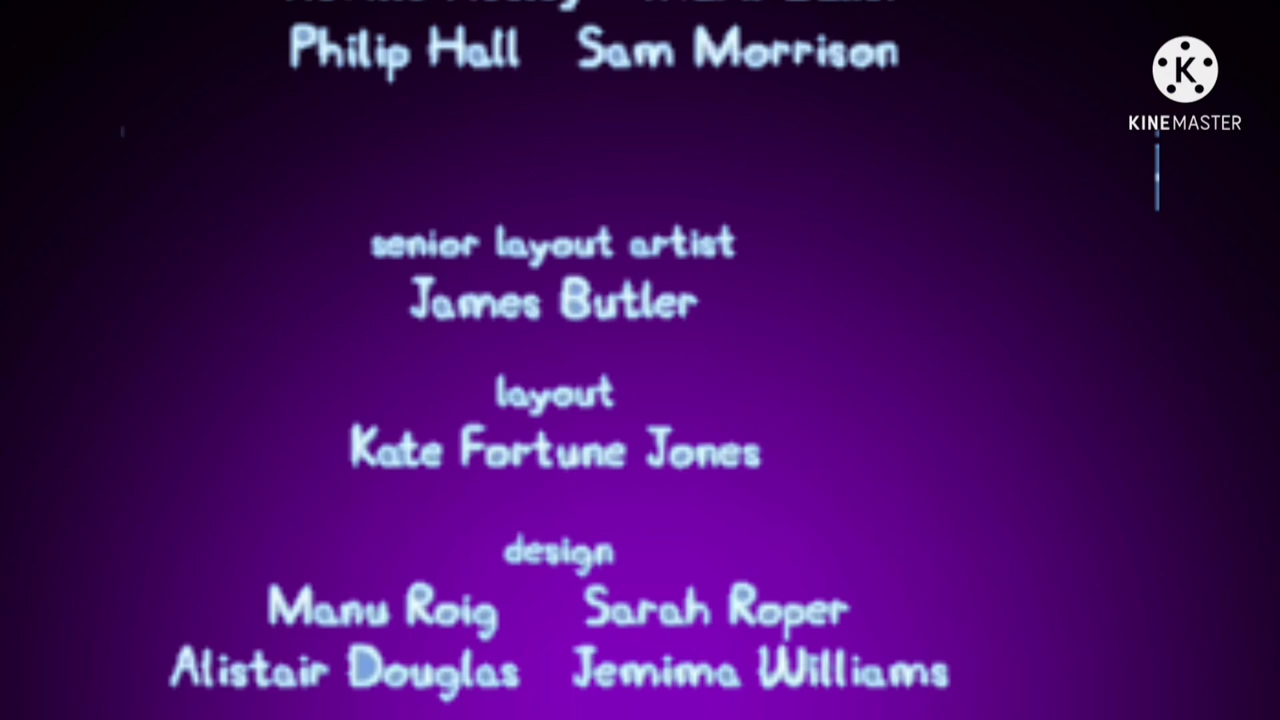 Philip Hall Sam Morrison
KINEMASTER
senior layout artist
James Butler
layout
Kate Fortune Jones
design
Manu Roig Sarah Roper
Alistair Douglas Jemima Williams